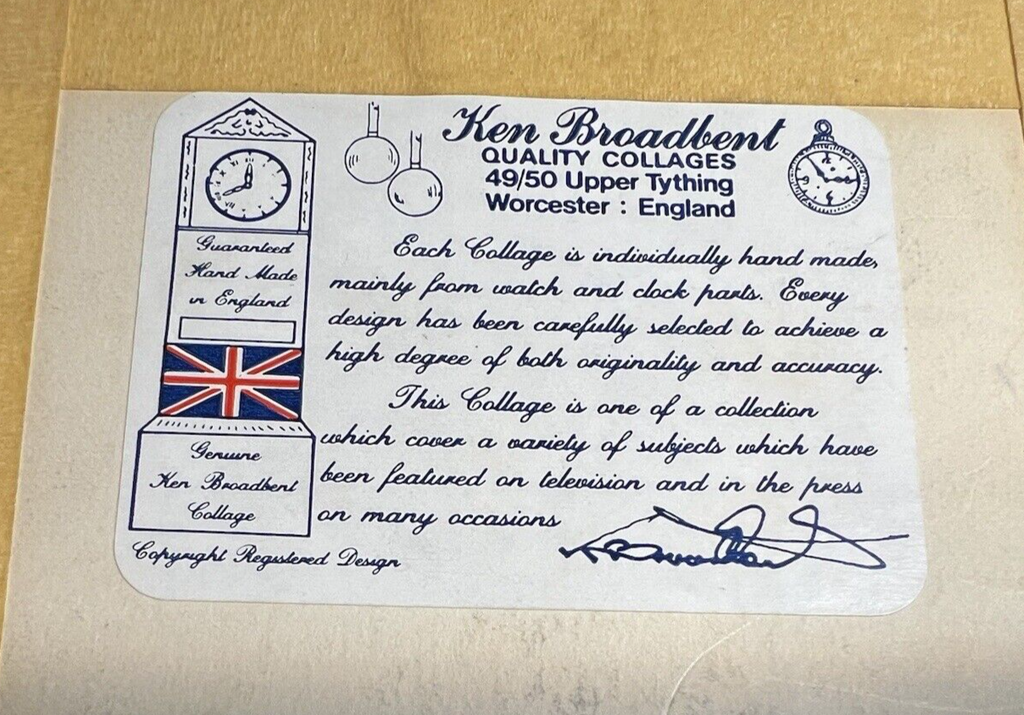 Ken Broadbent
QUALITY COLLAGES
49/50 Upper Tything
Worcester : England
Guaranteed
Hand Made
in England
Genuine
Ken Broadbent
Collage
Each Collage is individually hand made,
mainly from watch and clock parts. Every
design has been carefully selected to achieve a
high degree of both originality and accuracy.
This Collage is one of a collection
which cover a variety of subjects which have
been featured on television and in the press
on many occasions
Copyright Registered Design